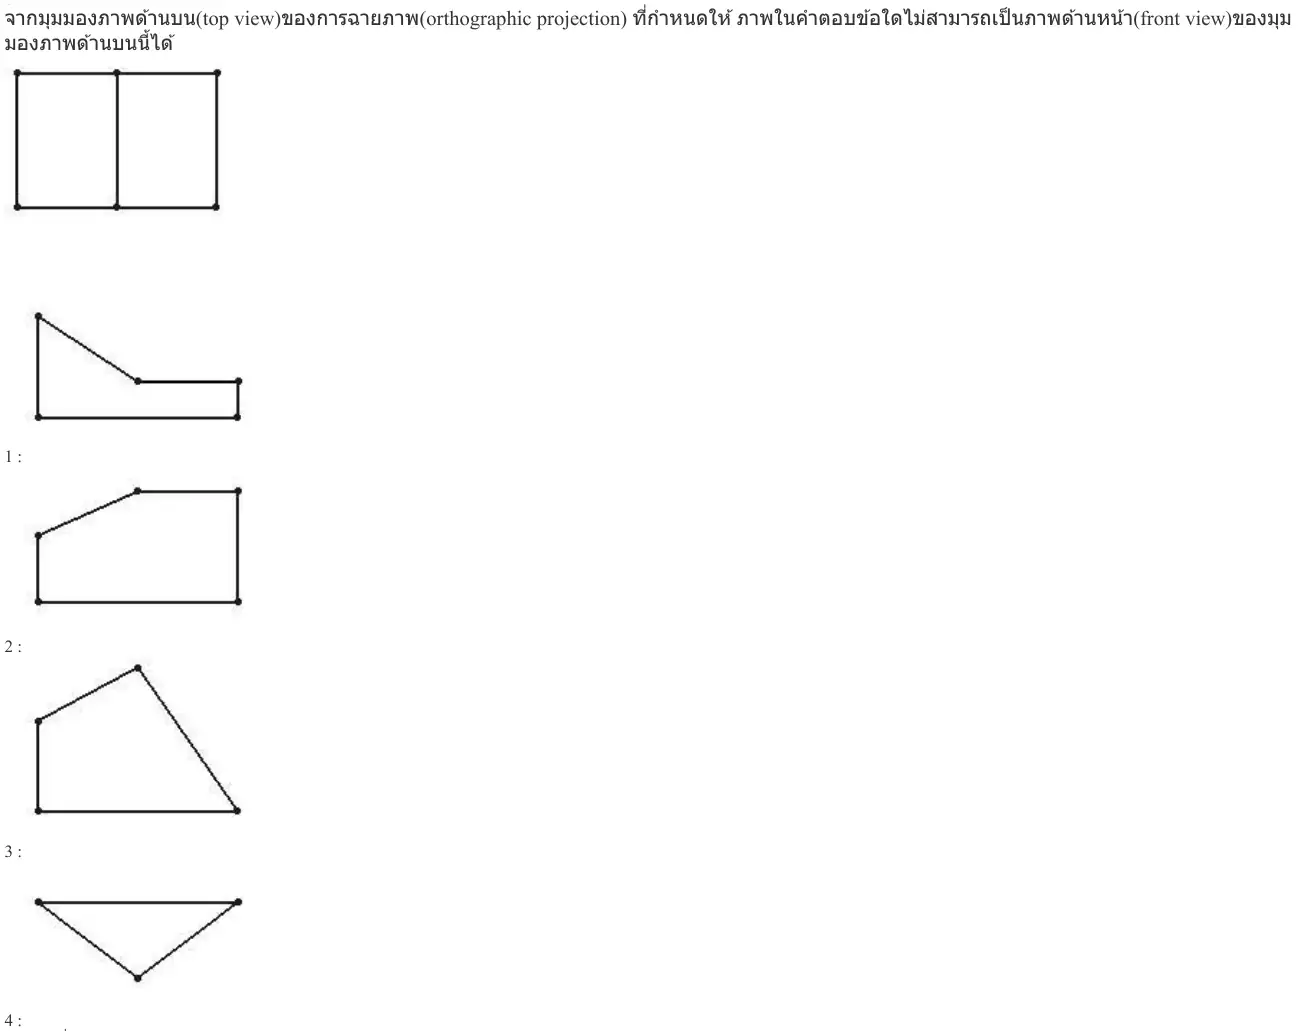 จากมุมมองภาพด้านบน(top view)ของการฉายภาพ(orthographic projection) ที่กำหนดให้ ภาพในคำตอบข้อใดไม่สามารถเป็นภาพด้านหน้า(front view)ของมุม
มองภาพด้านบนนี้ได้
1 :
2 :
3 :
4 :